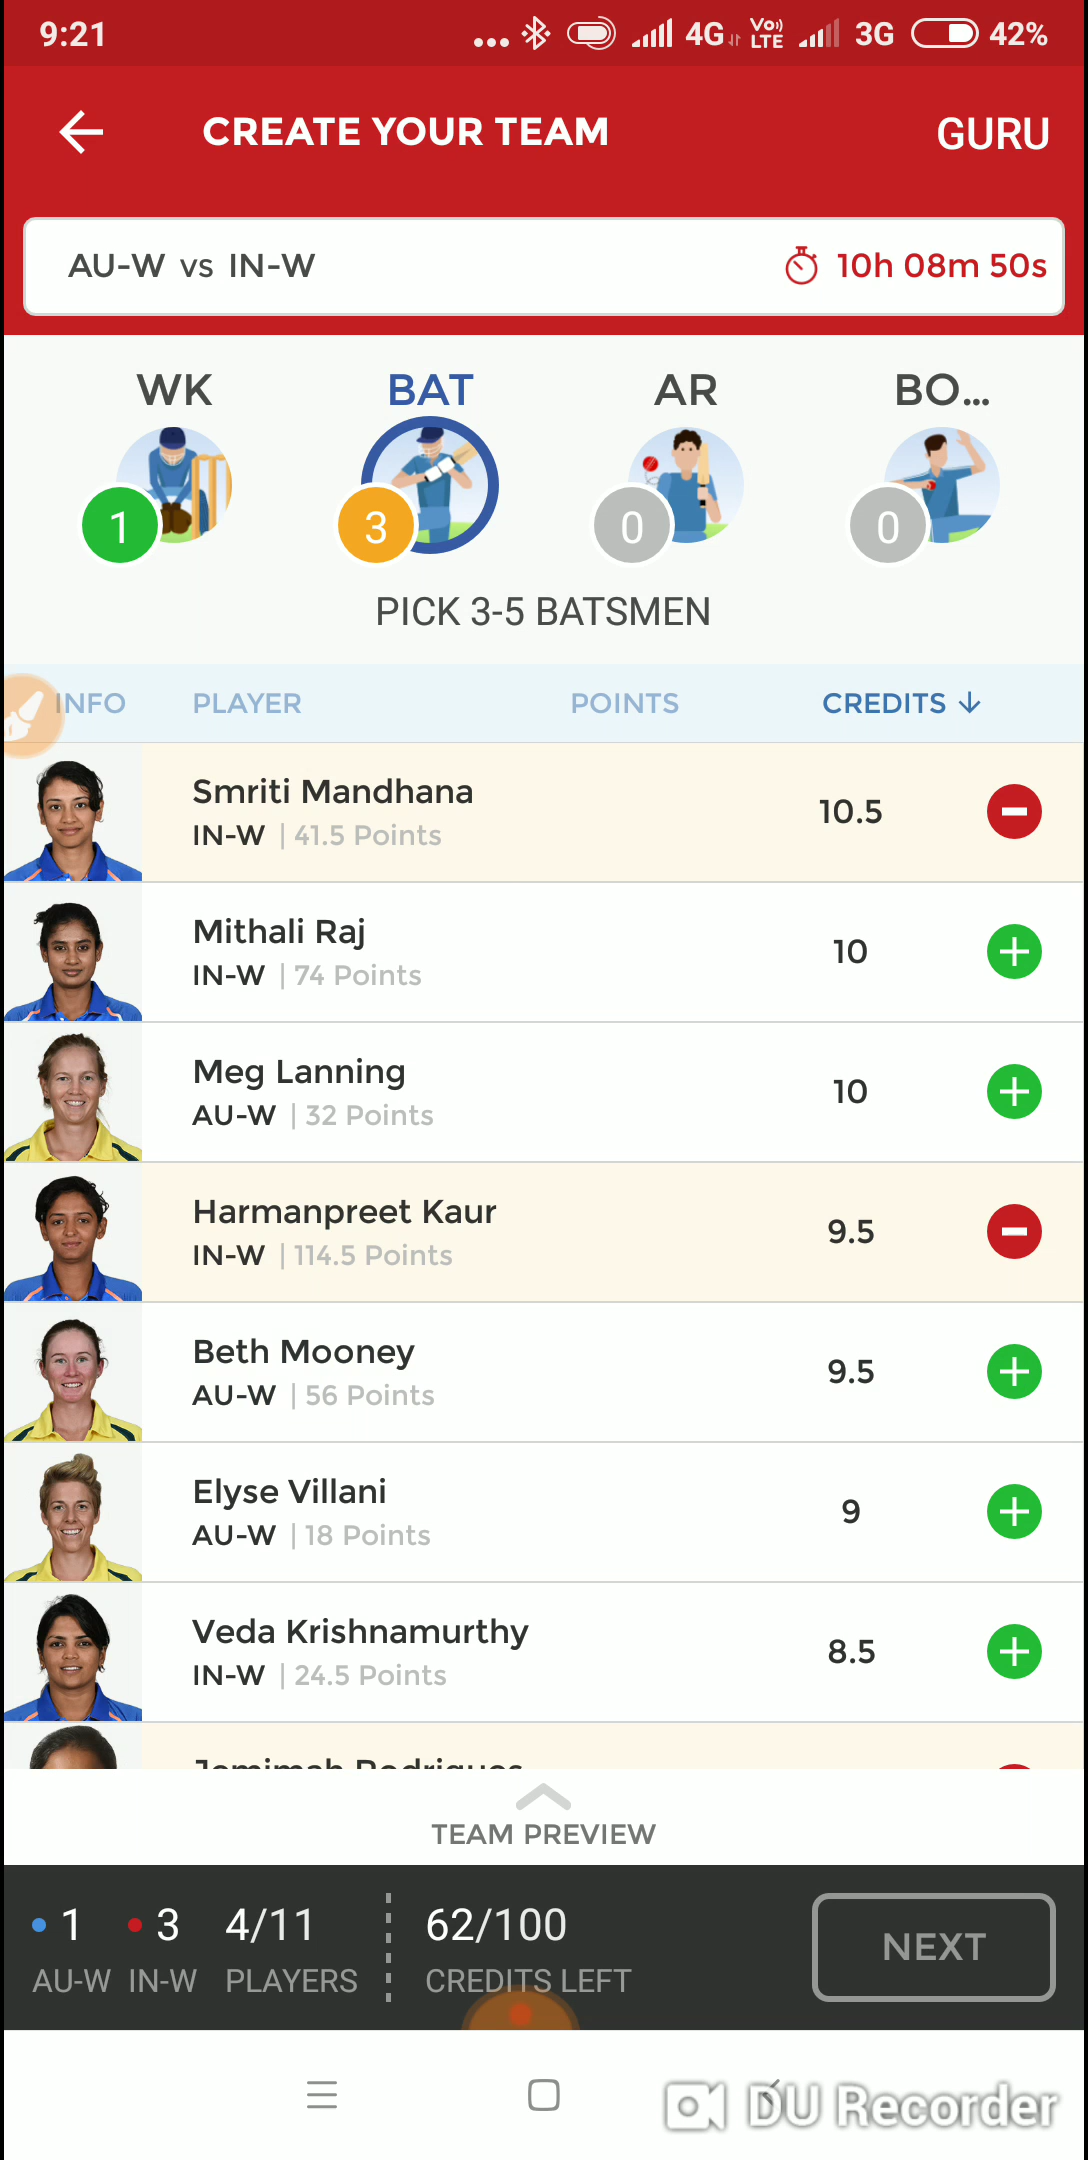 9:21 4G VoLTE 3G 42%
CREATE YOUR TEAM GURU
AU-W vs IN-W 10h 08m 50s
WK BAT AR BO...
1 3 0 0
PICK 3-5 BATSMEN
INFO PLAYER POINTS CREDITS ↓
Smriti Mandhana
IN-W | 41.5 Points 10.5
Mithali Raj
IN-W | 74 Points 10
Meg Lanning
AU-W | 32 Points 10
Harmanpreet Kaur
IN-W | 114.5 Points 9.5
Beth Mooney
AU-W | 56 Points 9.5
Elyse Villani
AU-W | 18 Points 9
Veda Krishnamurthy
IN-W | 24.5 Points 8.5
Jemimah Rodrigues
TEAM PREVIEW
1 3 4/11 62/100
AU-W IN-W PLAYERS CREDITS LEFT
NEXT
DU Recorder